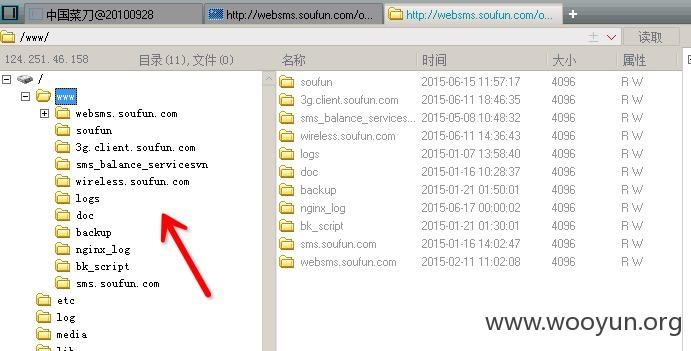 中国菜刀@20100928 http://websms.soufun.com/o... http://websms.soufun.com/o...
/www/ 读取
124.251.46.158 目录(11),文件(0) 名称 时间 大小 属性
/
www
websms.soufun.com
soufun
3g.client.soufun.com
sms_balance_servicesvn
wireless.soufun.com
logs
doc
backup
nginx_log
bk_script
sms.soufun.com
etc
log
media
lib
soufun 2015-06-15 11:57:17 4096 R W
3g.client.soufun.com 2015-06-11 18:46:35 4096 R W
sms_balance_services... 2015-05-08 10:48:32 4096 R W
wireless.soufun.com 2015-06-11 14:36:43 4096 R W
logs 2015-01-07 13:58:40 4096 R W
doc 2015-01-16 10:28:37 4096 R W
backup 2015-01-21 01:50:01 4096 R W
nginx_log 2015-06-17 00:00:02 4096 R W
bk_script 2015-01-21 01:30:01 4096 R W
sms.soufun.com 2015-01-16 14:02:47 4096 R W
websms.soufun.com 2015-02-11 11:02:08 4096 R W
www.wooyun.org